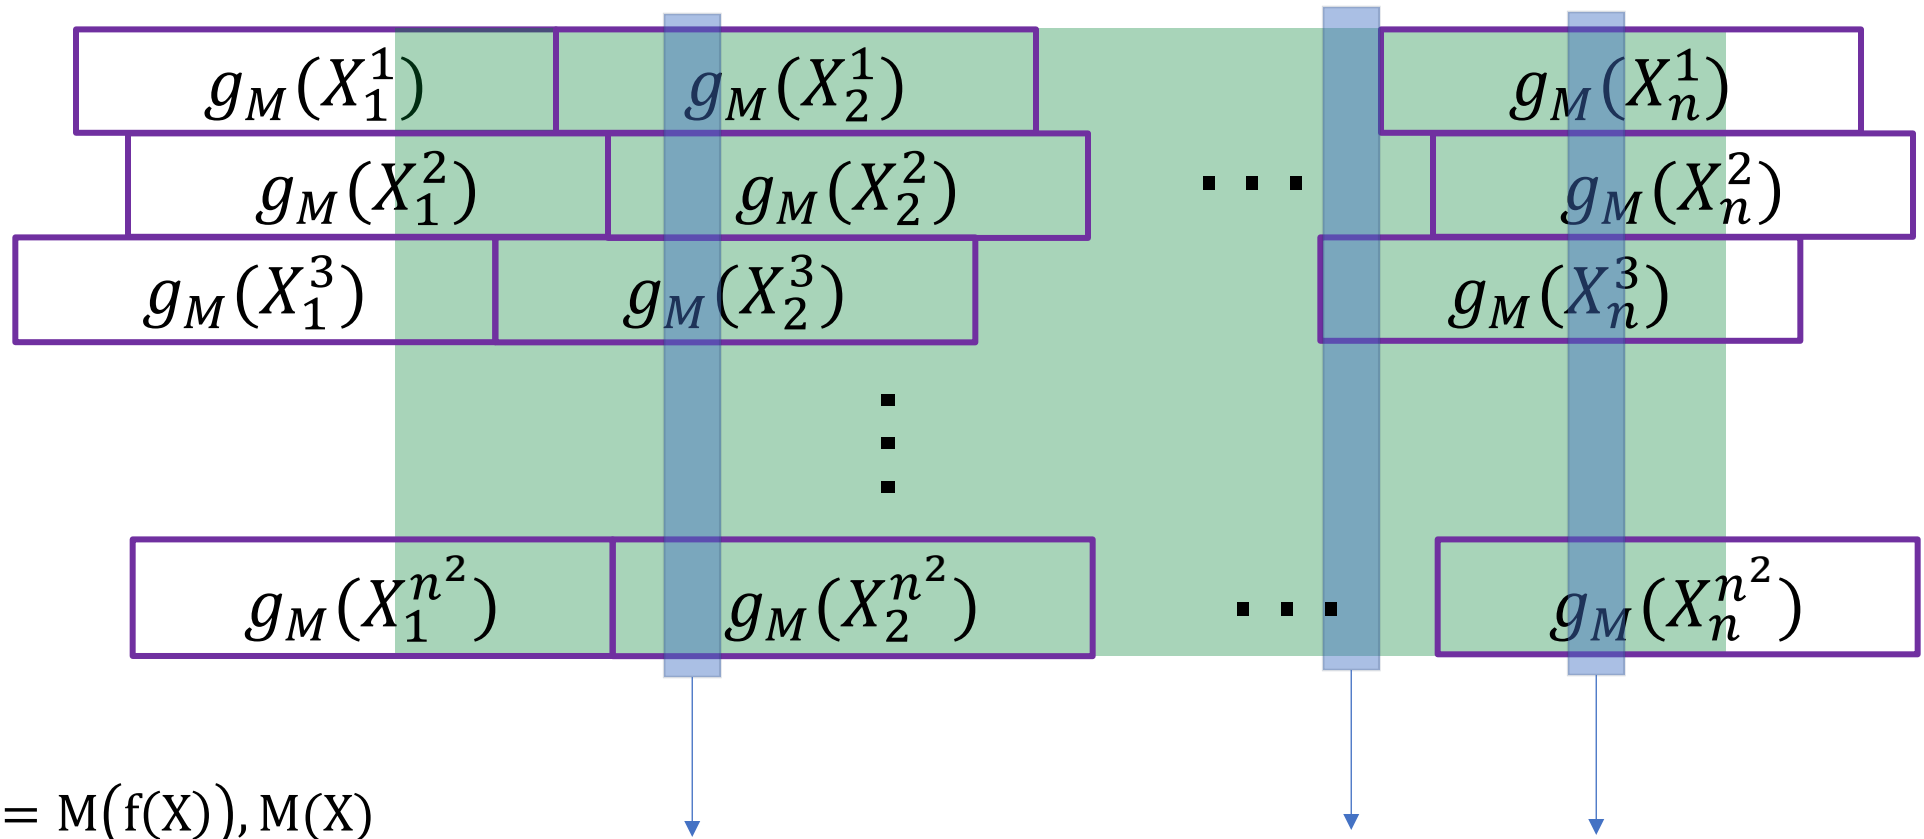 g_M(X_1^1) g_M(X_2^1) g_M(X_n^1)
g_M(X_1^2) g_M(X_2^2) ⋯ g_M(X_n^2)
g_M(X_1^3) g_M(X_2^3) g_M(X_n^3)
⋮
g_M(X_1^{n^2}) g_M(X_2^{n^2}) ⋯ g_M(X_n^{n^2})
= M(f(X)), M(X)